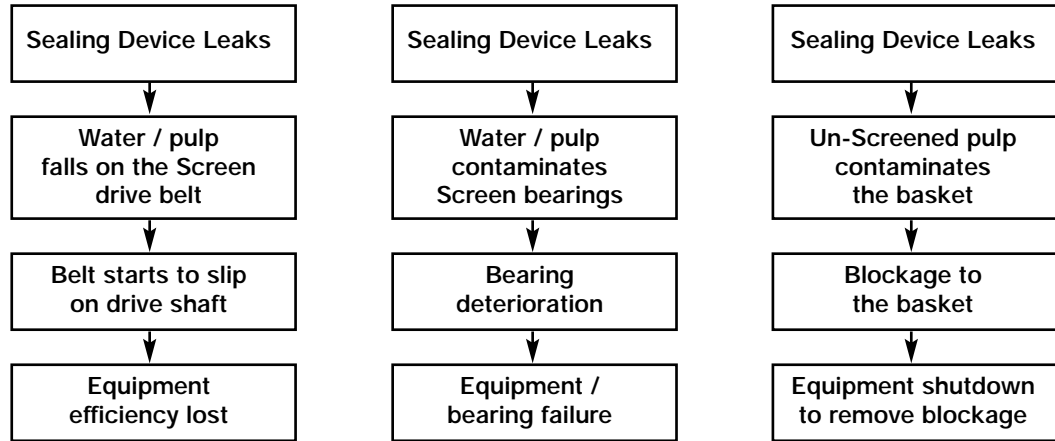 Sealing Device Leaks
Water / pulp
falls on the Screen
drive belt
Belt starts to slip
on drive shaft
Equipment
efficiency lost
Sealing Device Leaks
Water / pulp
contaminates
Screen bearings
Bearing
deterioration
Equipment /
bearing failure
Sealing Device Leaks
Un-Screened pulp
contaminates
the basket
Blockage to
the basket
Equipment shutdown
to remove blockage